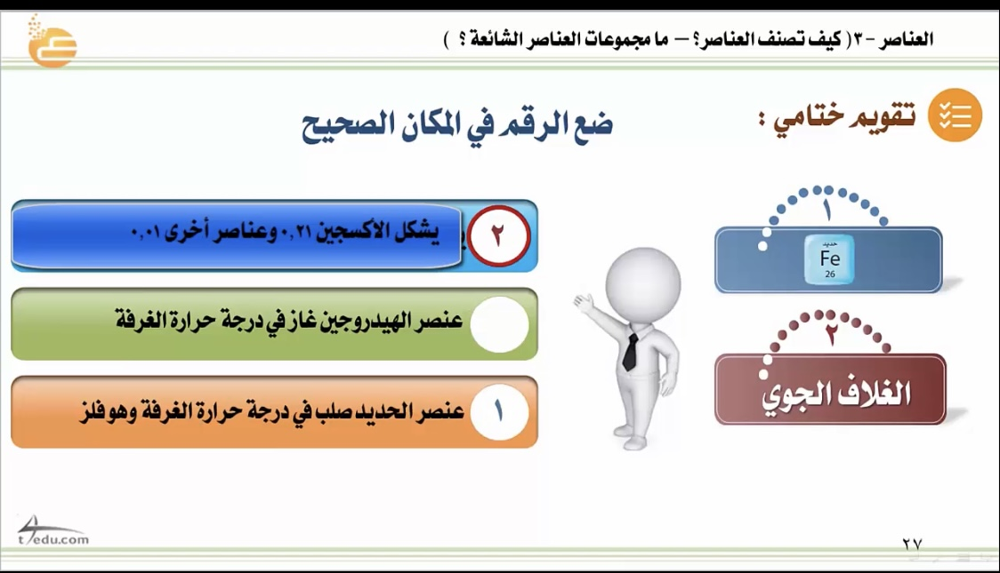 العناصر - ٣( كيف تصنف العناصر؟ – ما مجموعات العناصر الشائعة ؟ )
تقويم ختامي :
ضع الرقم في المكان الصحيح
١
حديد
Fe
26
٢
الغلاف الجوي
٢
يشكل الأكسجين ٠,٢١ وعناصر أخرى ٠,٠١
عنصر الهيدروجين غاز في درجة حرارة الغرفة
١
عنصر الحديد صلب في درجة حرارة الغرفة وهو فلز
t4edu.com
٢٧